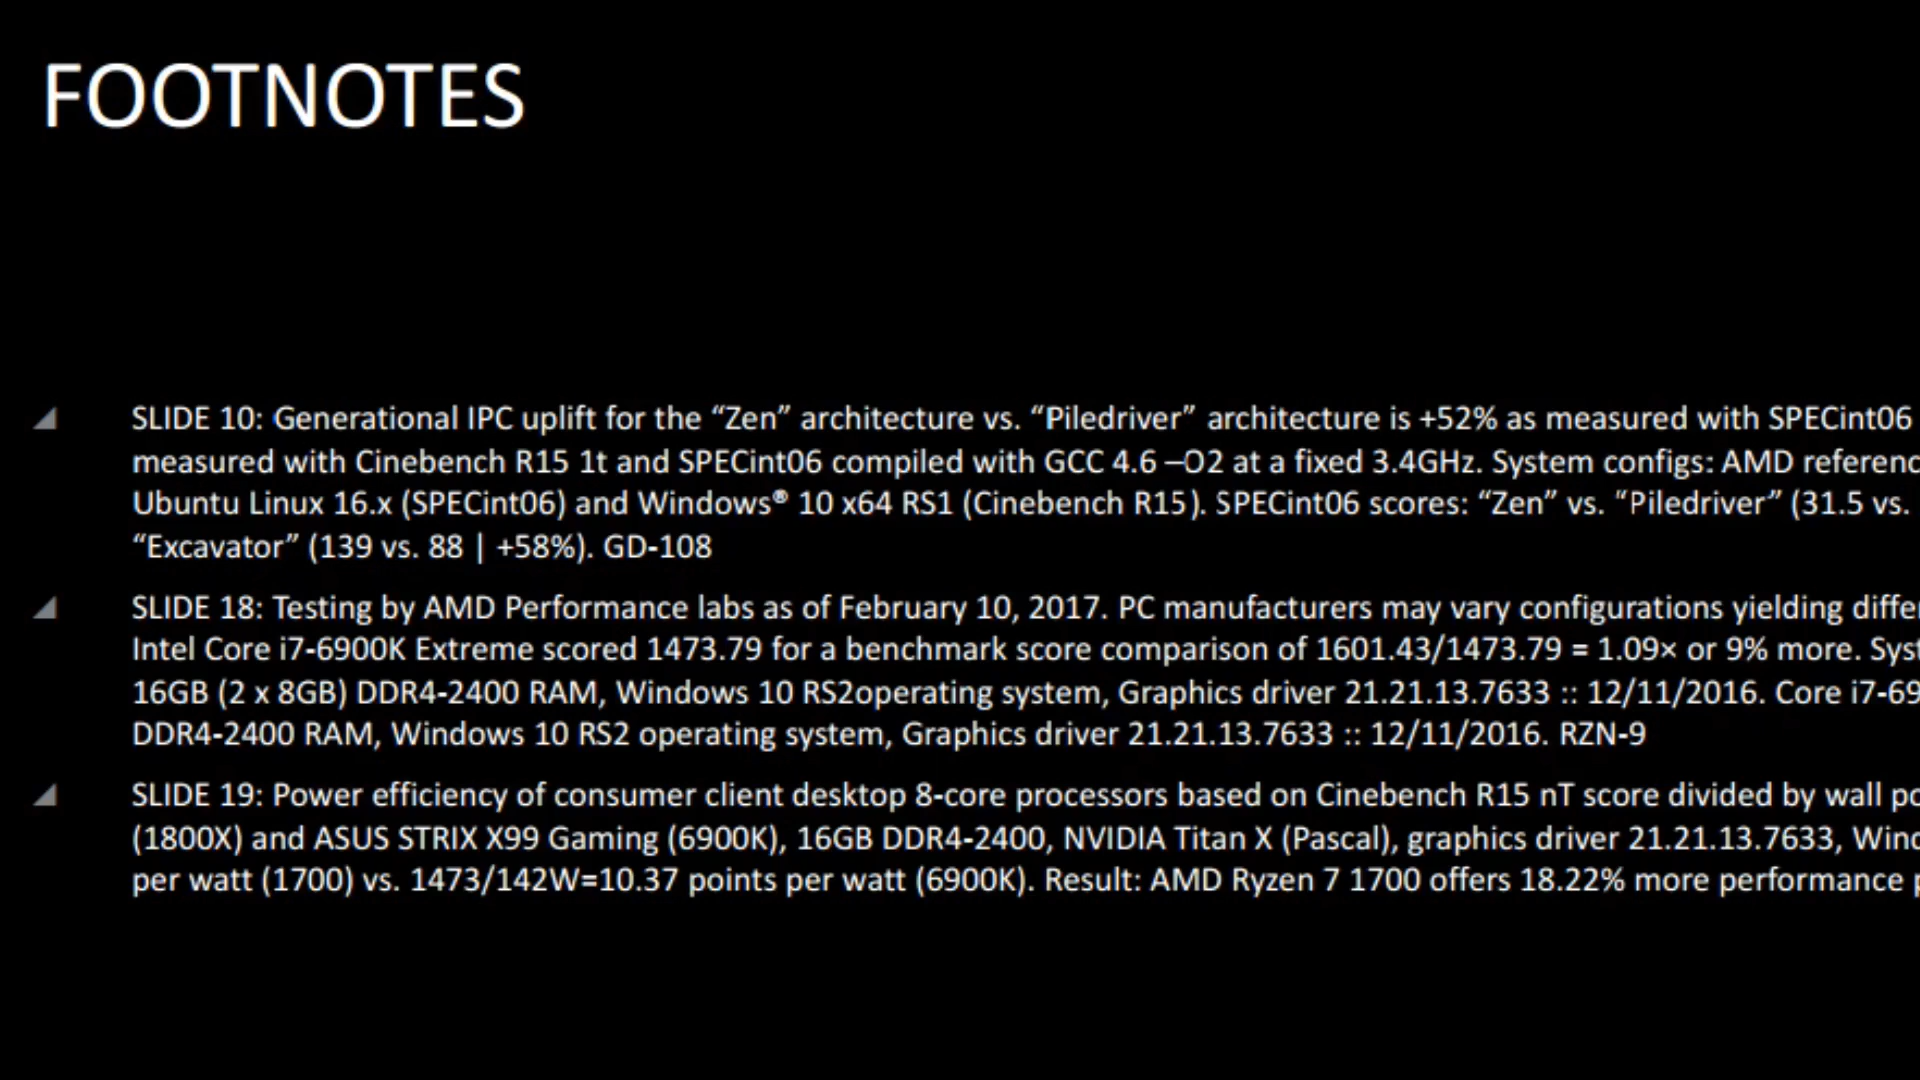 FOOTNOTES
SLIDE 10: Generational IPC uplift for the “Zen” architecture vs. “Piledriver” architecture is +52% as measured with SPECint06
measured with Cinebench R15 1t and SPECint06 compiled with GCC 4.6 –O2 at a fixed 3.4GHz. System configs: AMD referenc
Ubuntu Linux 16.x (SPECint06) and Windows® 10 x64 RS1 (Cinebench R15). SPECint06 scores: “Zen” vs. “Piledriver” (31.5 vs.
“Excavator” (139 vs. 88 | +58%). GD-108
SLIDE 18: Testing by AMD Performance labs as of February 10, 2017. PC manufacturers may vary configurations yielding differ
Intel Core i7-6900K Extreme scored 1473.79 for a benchmark score comparison of 1601.43/1473.79 = 1.09× or 9% more. Syst
16GB (2 x 8GB) DDR4-2400 RAM, Windows 10 RS2operating system, Graphics driver 21.21.13.7633 :: 12/11/2016. Core i7-69
DDR4-2400 RAM, Windows 10 RS2 operating system, Graphics driver 21.21.13.7633 :: 12/11/2016. RZN-9
SLIDE 19: Power efficiency of consumer client desktop 8-core processors based on Cinebench R15 nT score divided by wall po
(1800X) and ASUS STRIX X99 Gaming (6900K), 16GB DDR4-2400, NVIDIA Titan X (Pascal), graphics driver 21.21.13.7633, Wind
per watt (1700) vs. 1473/142W=10.37 points per watt (6900K). Result: AMD Ryzen 7 1700 offers 18.22% more performance p